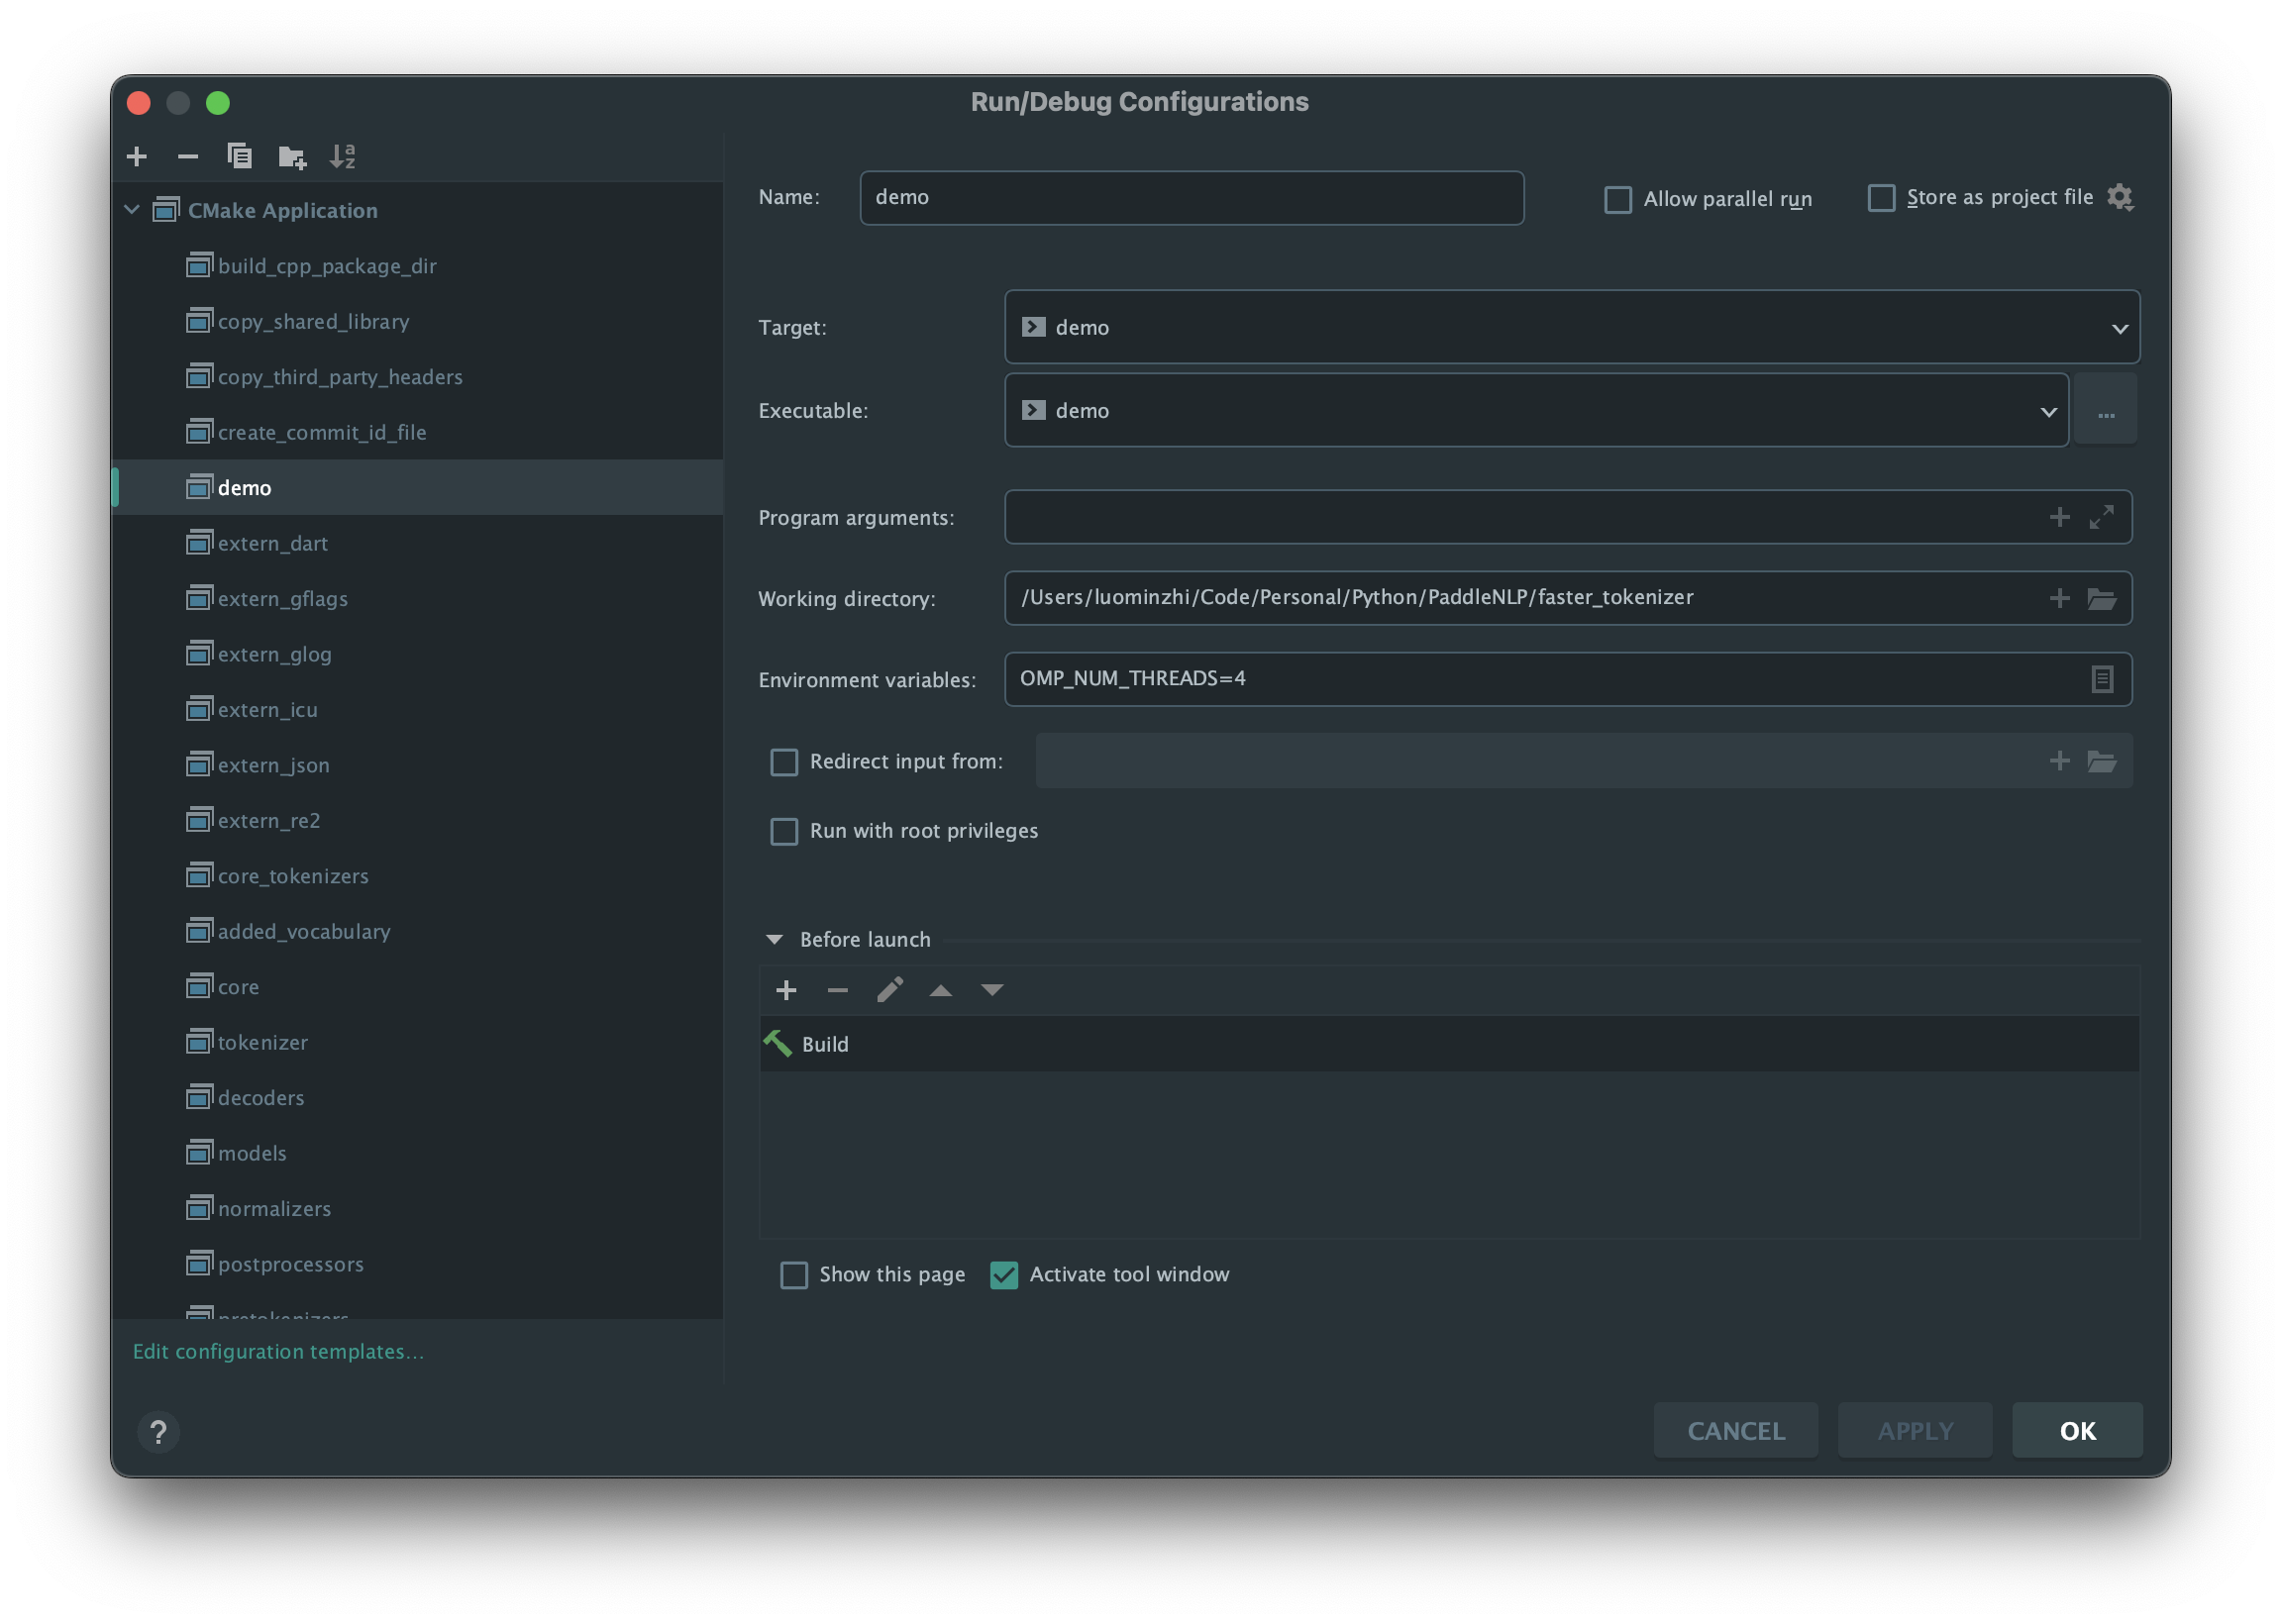 Run/Debug Configurations
CMake Application
build_cpp_package_dir
copy_shared_library
copy_third_party_headers
create_commit_id_file
demo
extern_dart
extern_gflags
extern_glog
extern_icu
extern_json
extern_re2
core_tokenizers
added_vocabulary
core
tokenizer
decoders
models
normalizers
postprocessors
pretokenizers
Edit configuration templates...
Name: demo
Allow parallel run
Store as project file
Target: demo
Executable: demo
...
Program arguments:
Working directory: /Users/luominzhi/Code/Personal/Python/PaddleNLP/faster_tokenizer
Environment variables: OMP_NUM_THREADS=4
Redirect input from:
Run with root privileges
Before launch
Build
Show this page
Activate tool window
?
CANCEL
APPLY
OK